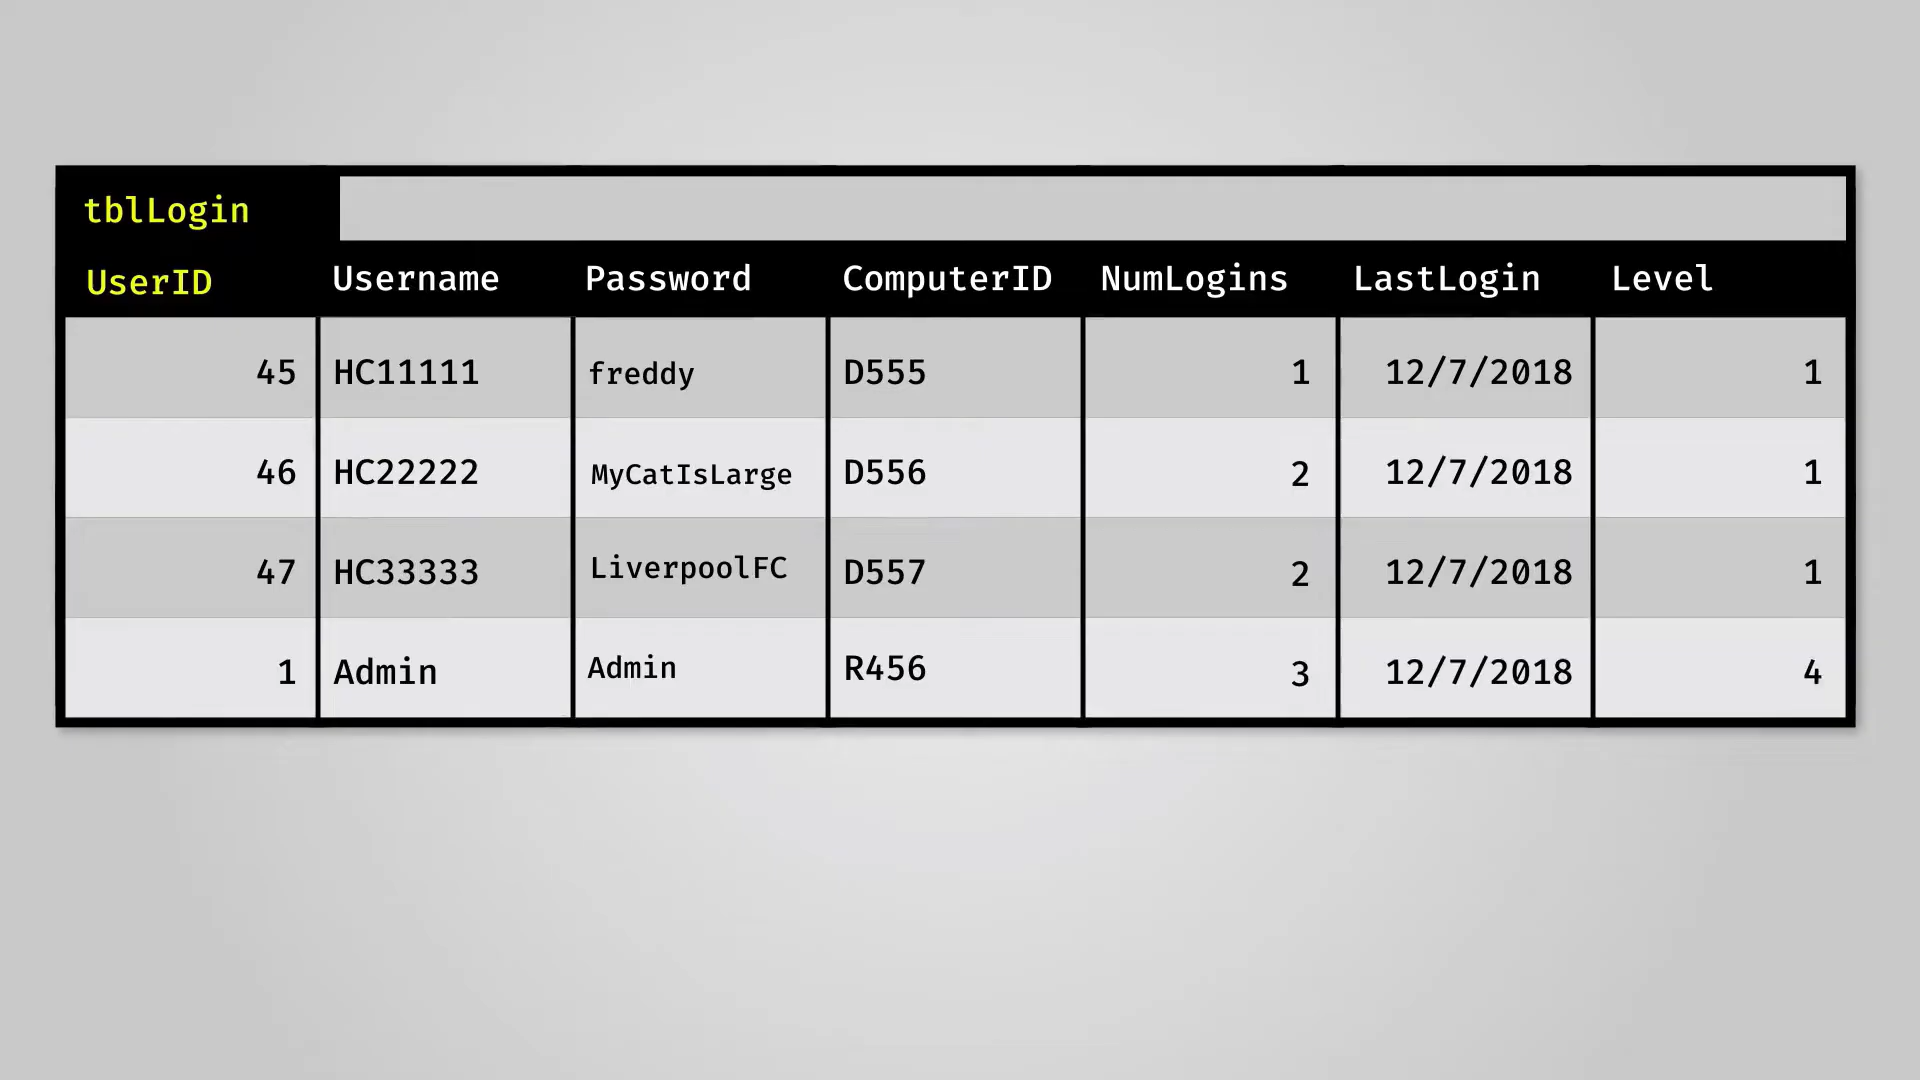 tblLogin
UserID Username Password ComputerID NumLogins LastLogin Level
45 HC11111 freddy D555 1 12/7/2018 1
46 HC22222 MyCatIsLarge D556 2 12/7/2018 1
47 HC33333 LiverpoolFC D557 2 12/7/2018 1
1 Admin Admin R456 3 12/7/2018 4